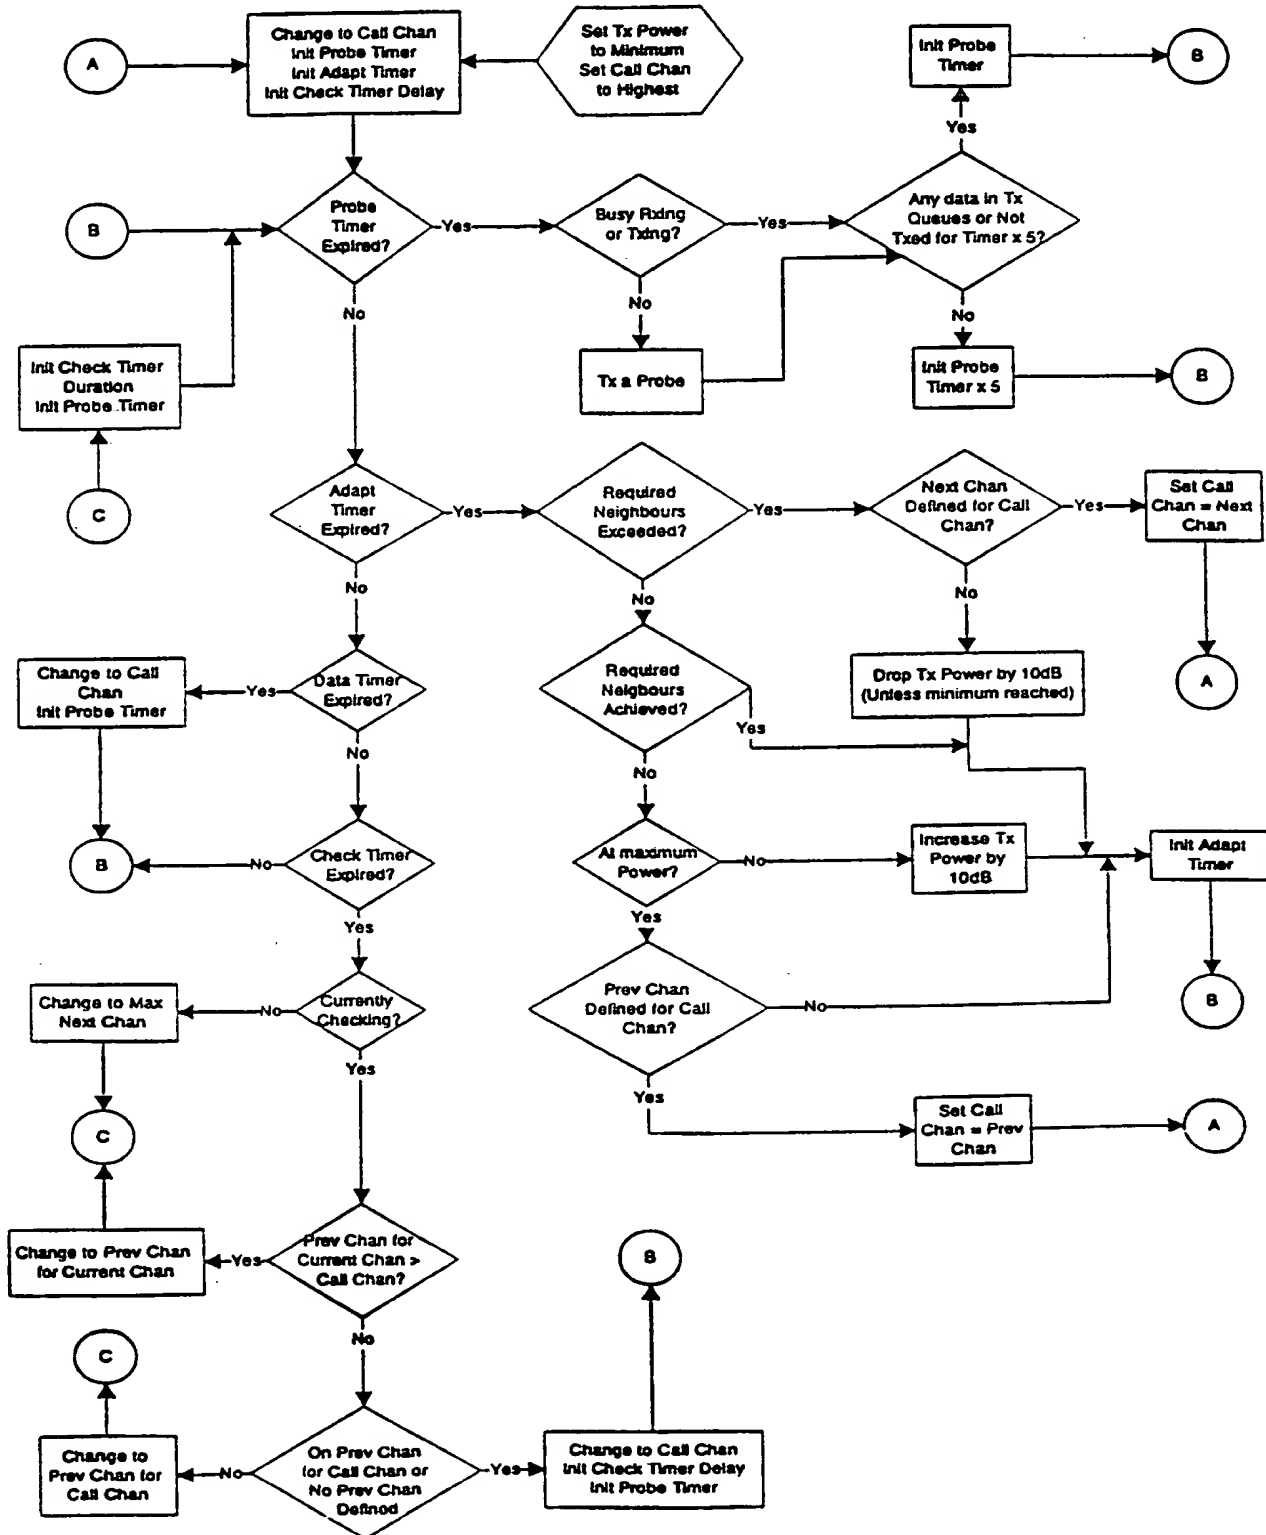 A
Change to Call Chan
Init Probe Timer
Init Adapt Timer
Init Check Timer Delay
Set Tx Power
to Minimum
Set Call Chan
to Highest
Init Probe
Timer
B
Yes
B
Probe
Timer
Expired?
Yes
Busy Rxing
or Txing?
Yes
Any data in Tx
Queues or Not
Txed for Timer x 5?
No
No
No
Init Check Timer
Duration
Init Probe Timer
Tx a Probe
Init Probe
Timer x 5
B
C
Adapt
Timer
Expired?
Yes
Required
Neighbours
Exceeded?
Yes
Next Chan
Defined for Call
Chan?
Yes
Set Call
Chan = Next
Chan
No
No
No
Change to Call
Chan
Init Probe Timer
Yes
Data Timer
Expired?
Required
Neighbours
Achieved?
Yes
Drop Tx Power by 10dB
(Unless minimum reached)
A
No
No
B
No
Check Timer
Expired?
At maximum
Power?
No
Increase Tx
Power by
10dB
Init Adapt
Timer
Yes
Yes
Change to Max
Next Chan
No
Currently
Checking?
Prev Chan
Defined for Call
Chan?
No
B
Yes
Yes
C
Set Call
Chan = Prev
Chan
A
Change to Prev Chan
for Current Chan
Yes
Prev Chan for
Current Chan >
Call Chan?
B
No
C
Change to
Prev Chan for
Call Chan
No
On Prev Chan
for Call Chan or
No Prev Chan
Defined
Yes
Change to Call Chan
Init Check Timer Delay
Init Probe Timer